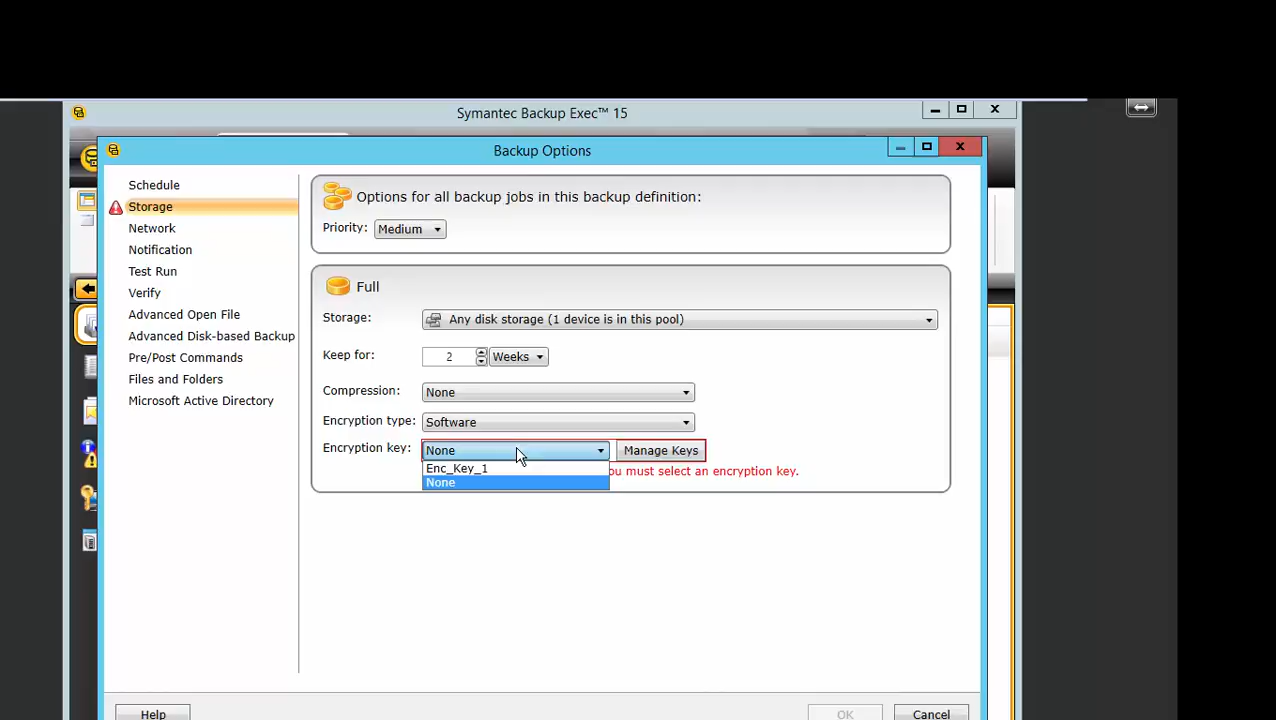 Symantec Backup Exec™ 15
Backup Options
Schedule
Storage
Network
Notification
Test Run
Verify
Advanced Open File
Advanced Disk-based Backup
Pre/Post Commands
Files and Folders
Microsoft Active Directory
Options for all backup jobs in this backup definition:
Priority: Medium
Full
Storage: Any disk storage (1 device is in this pool)
Keep for: 2 Weeks
Compression: None
Encryption type: Software
Encryption key: None Manage Keys
Enc_Key_1
ou must select an encryption key.
None
Help OK Cancel